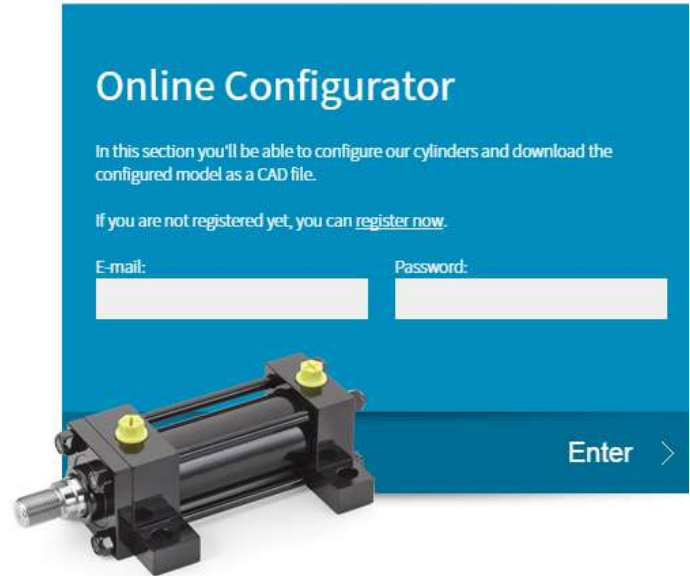 Online Configurator
In this section you'll be able to configure our cylinders and download the
configured model as a CAD file.
If you are not registered yet, you can register now.
E-mail:
Password:
Enter